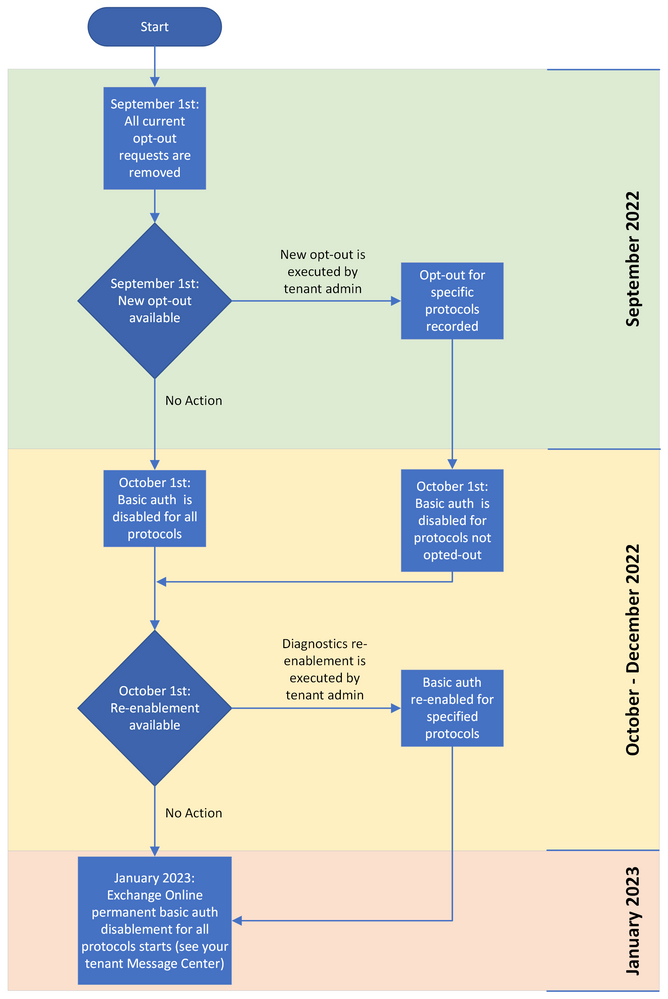 Start
September 1st:
All current
opt-out
requests are
removed
September 1st:
New opt-out
available
New opt-out is
executed by
tenant admin
Opt-out for
specific
protocols
recorded
No Action
September 2022
October 1st:
Basic auth is
disabled for all
protocols
October 1st:
Basic auth is
disabled for
protocols not
opted-out
October 1st:
Re-enablement
available
Diagnostics re-
enablement is
executed by
tenant admin
Basic auth
re-enabled for
specified
protocols
No Action
October - December 2022
January 2023:
Exchange Online
permanent basic auth
disablement for all
protocols starts (see your
tenant Message Center)
January 2023